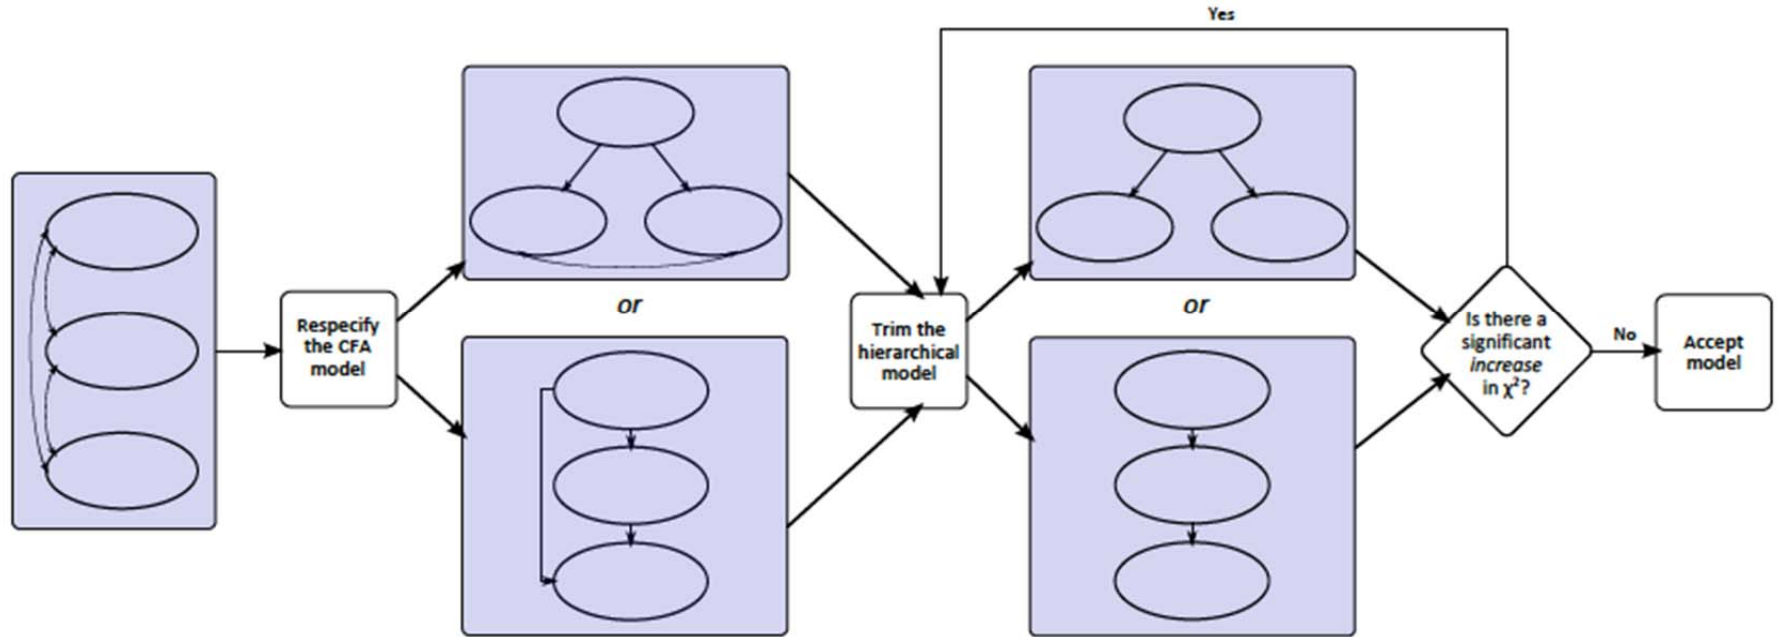 Yes
Respecify
the CFA
model
or
Trim the
hierarchical
model
or
Is there a
significant
increase
in χ²?
No
Accept
model